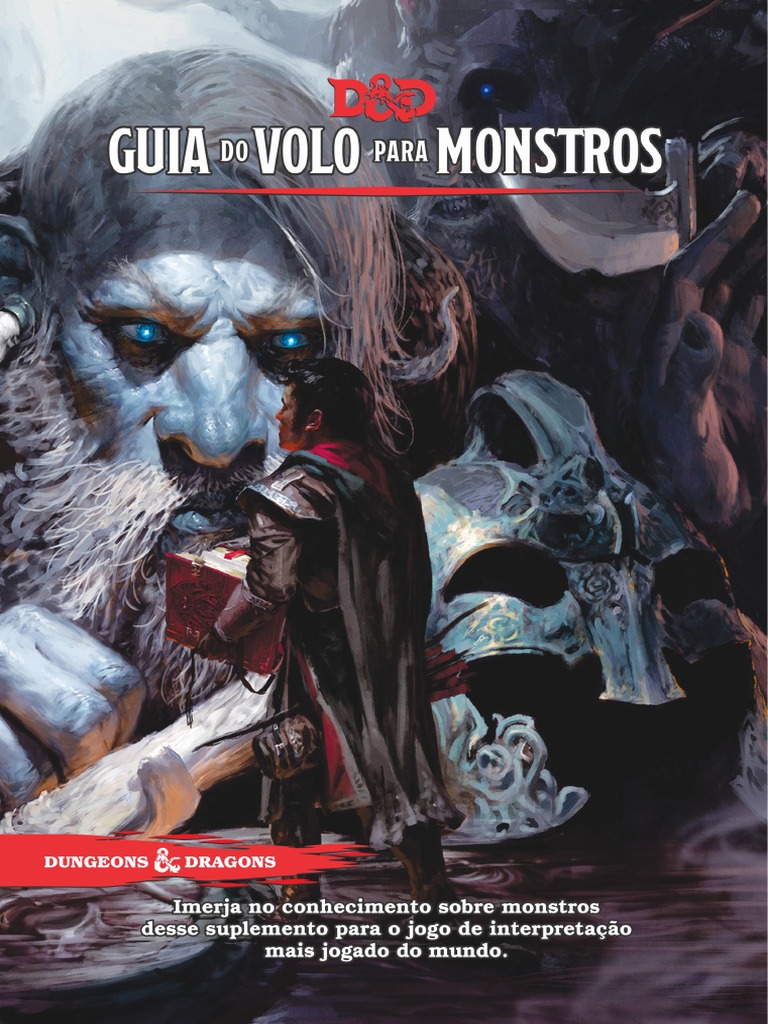 D&D
GUIA DO VOLO PARA MONSTROS
DUNGEONS & DRAGONS
Imerja no conhecimento sobre monstros
desse suplemento para o jogo de interpretação
mais jogado do mundo.